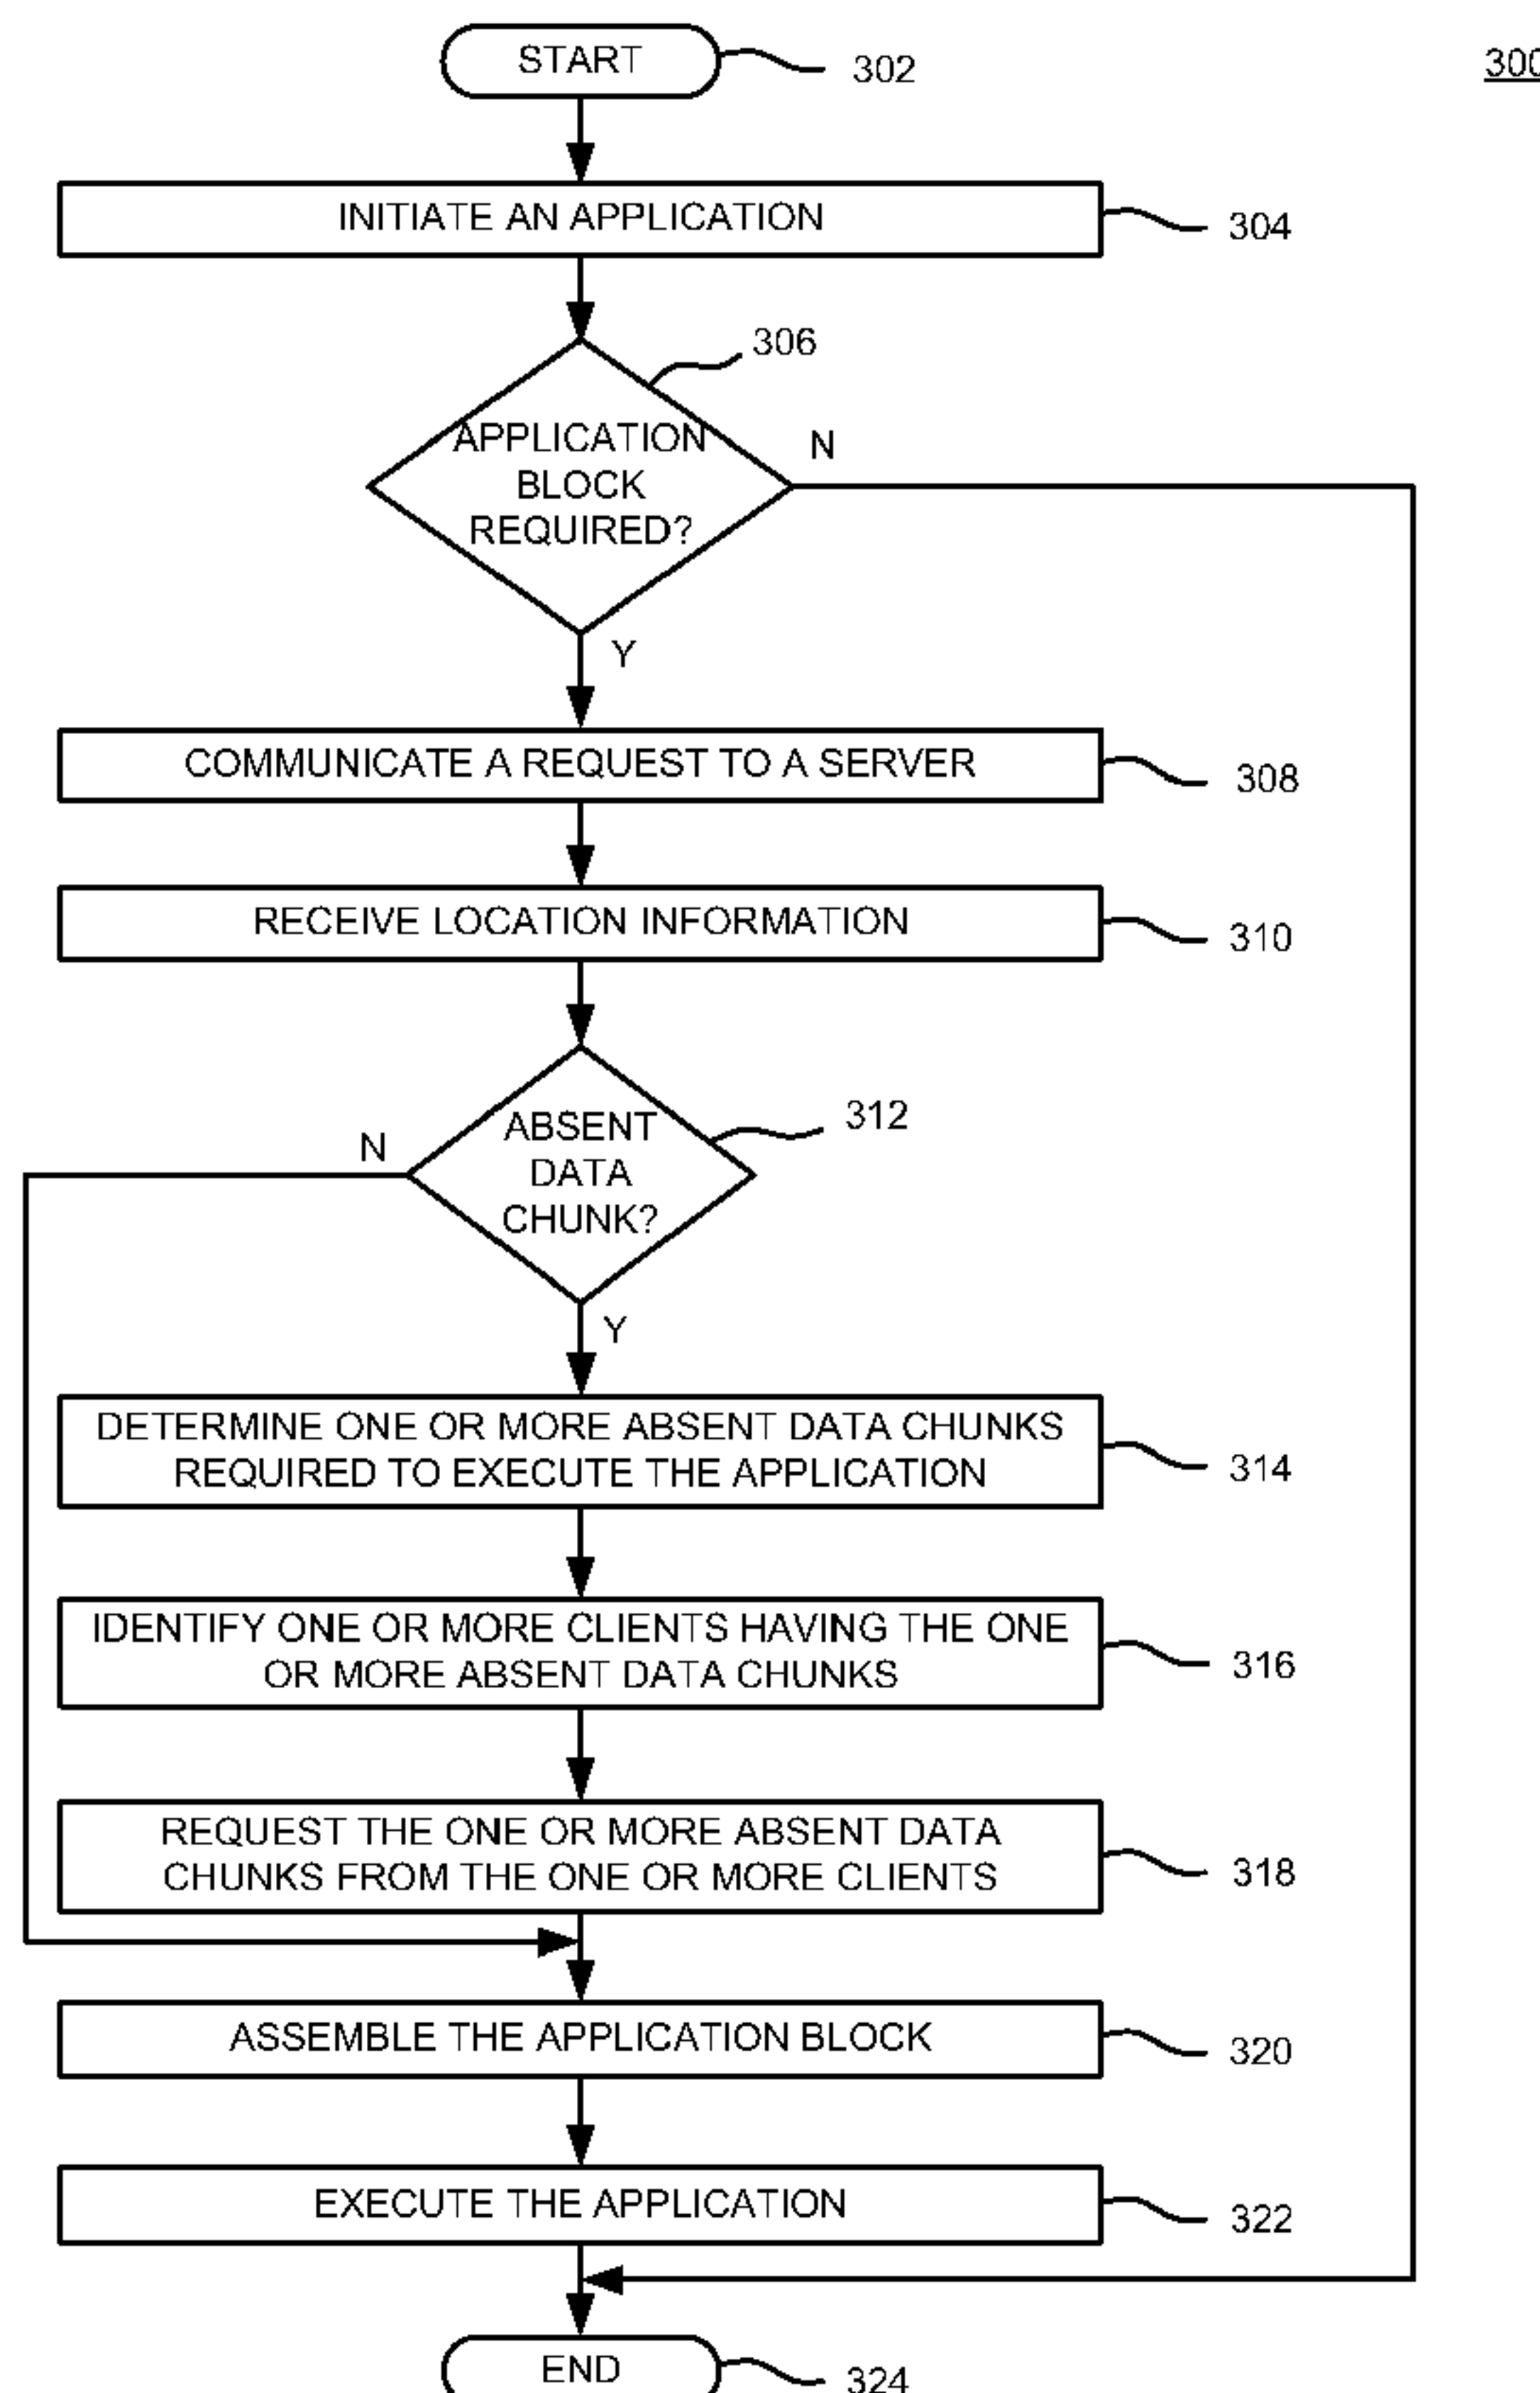 START
302
300
INITIATE AN APPLICATION
304
306
APPLICATION
BLOCK
REQUIRED?
N
Y
COMMUNICATE A REQUEST TO A SERVER
308
RECEIVE LOCATION INFORMATION
310
ABSENT
DATA
CHUNK?
312
N
Y
DETERMINE ONE OR MORE ABSENT DATA CHUNKS
REQUIRED TO EXECUTE THE APPLICATION
314
IDENTIFY ONE OR MORE CLIENTS HAVING THE ONE
OR MORE ABSENT DATA CHUNKS
316
REQUEST THE ONE OR MORE ABSENT DATA
CHUNKS FROM THE ONE OR MORE CLIENTS
318
ASSEMBLE THE APPLICATION BLOCK
320
EXECUTE THE APPLICATION
322
END
324